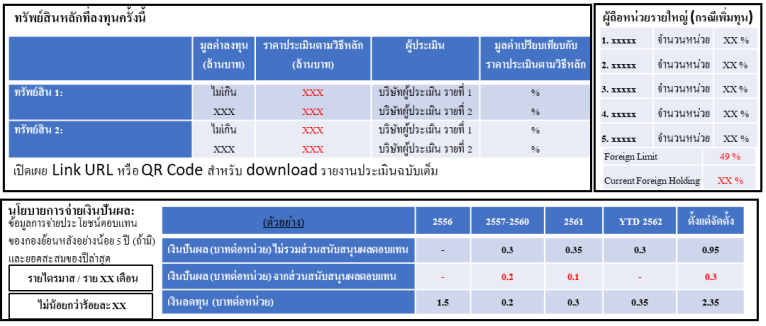 ทรัพย์สินหลักที่ลงทุนครั้งนี้
มูลค่าลงทุน (ล้านบาท) ราคาประเมินตามวิธีหลัก (ล้านบาท) ผู้ประเมิน มูลค่าเปรียบเทียบกับราคาประเมินตามวิธีหลัก
ทรัพย์สิน 1: ไม่เกิน XXX บริษัทผู้ประเมิน รายที่ 1 %
XXX XXX บริษัทผู้ประเมิน รายที่ 2 %
ทรัพย์สิน 2: ไม่เกิน XXX บริษัทผู้ประเมิน รายที่ 1 %
XXX XXX บริษัทผู้ประเมิน รายที่ 2 %
เปิดเผย Link URL หรือ QR Code สำหรับ download รายงานประเมินฉบับเต็ม
ผู้ถือหน่วยรายใหญ่ (กรณีเพิ่มทุน)
1. xxxxx จำนวนหน่วย XX %
2. xxxxx จำนวนหน่วย XX %
3. xxxxx จำนวนหน่วย XX %
4. xxxxx จำนวนหน่วย XX %
5. xxxxx จำนวนหน่วย XX %
Foreign Limit 49 %
Current Foreign Holding XX %
นโยบายการจ่ายเงินปันผล:
ข้อมูลการจ่ายประโยชน์ตอบแทน
ของกองย้อนหลังอย่างน้อย 5 ปี (ถ้ามี)
และยอดสะสมของปีล่าสุด
รายไตรมาส / ราย XX เดือน
ไม่น้อยกว่าร้อยละ XX
(ตัวอย่าง) 2556 2557-2560 2561 YTD 2562 ตั้งแต่จัดตั้ง
เงินปันผล (บาทต่อหน่วย) ไม่รวมส่วนสนับสนุนผลตอบแทน - 0.3 0.35 0.3 0.95
เงินปันผล (บาทต่อหน่วย) จากส่วนสนับสนุนผลตอบแทน - 0.2 0.1 - 0.3
เงินลดทุน (บาทต่อหน่วย) 1.5 0.2 0.3 0.35 2.35